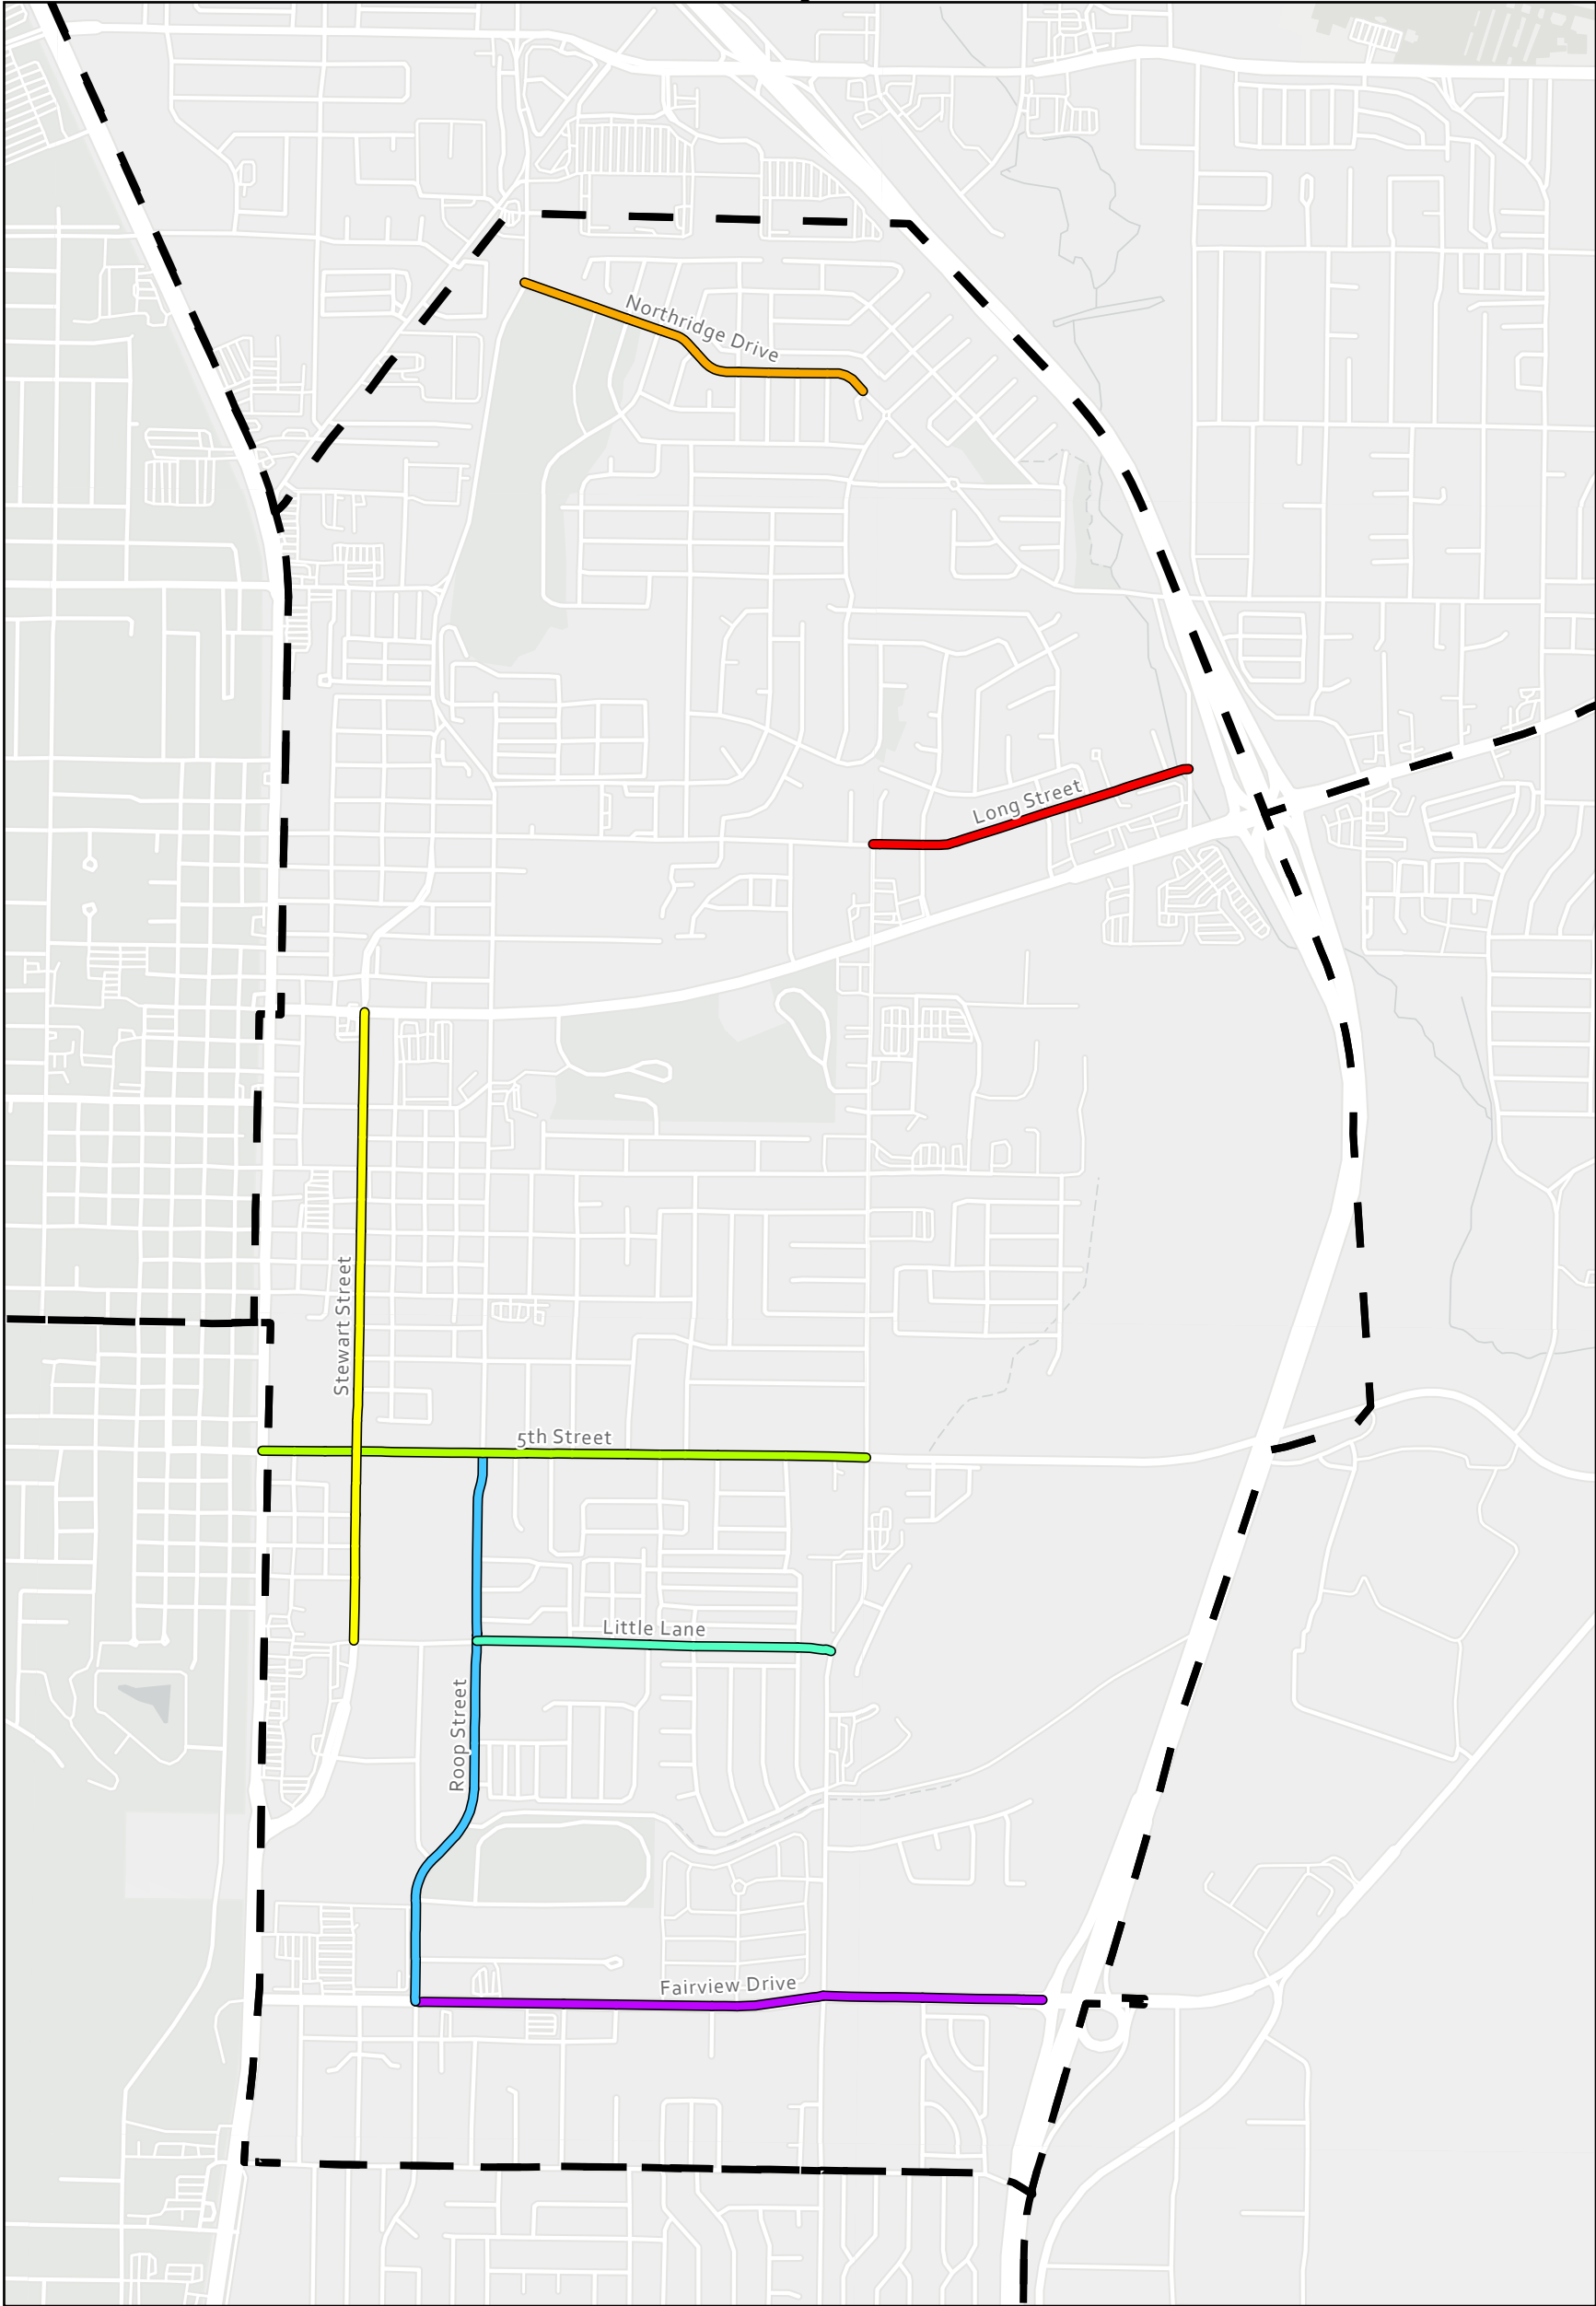 Northridge Drive
Long Street
Stewart Street
5th Street
Little Lane
Roop Street
Fairview Drive